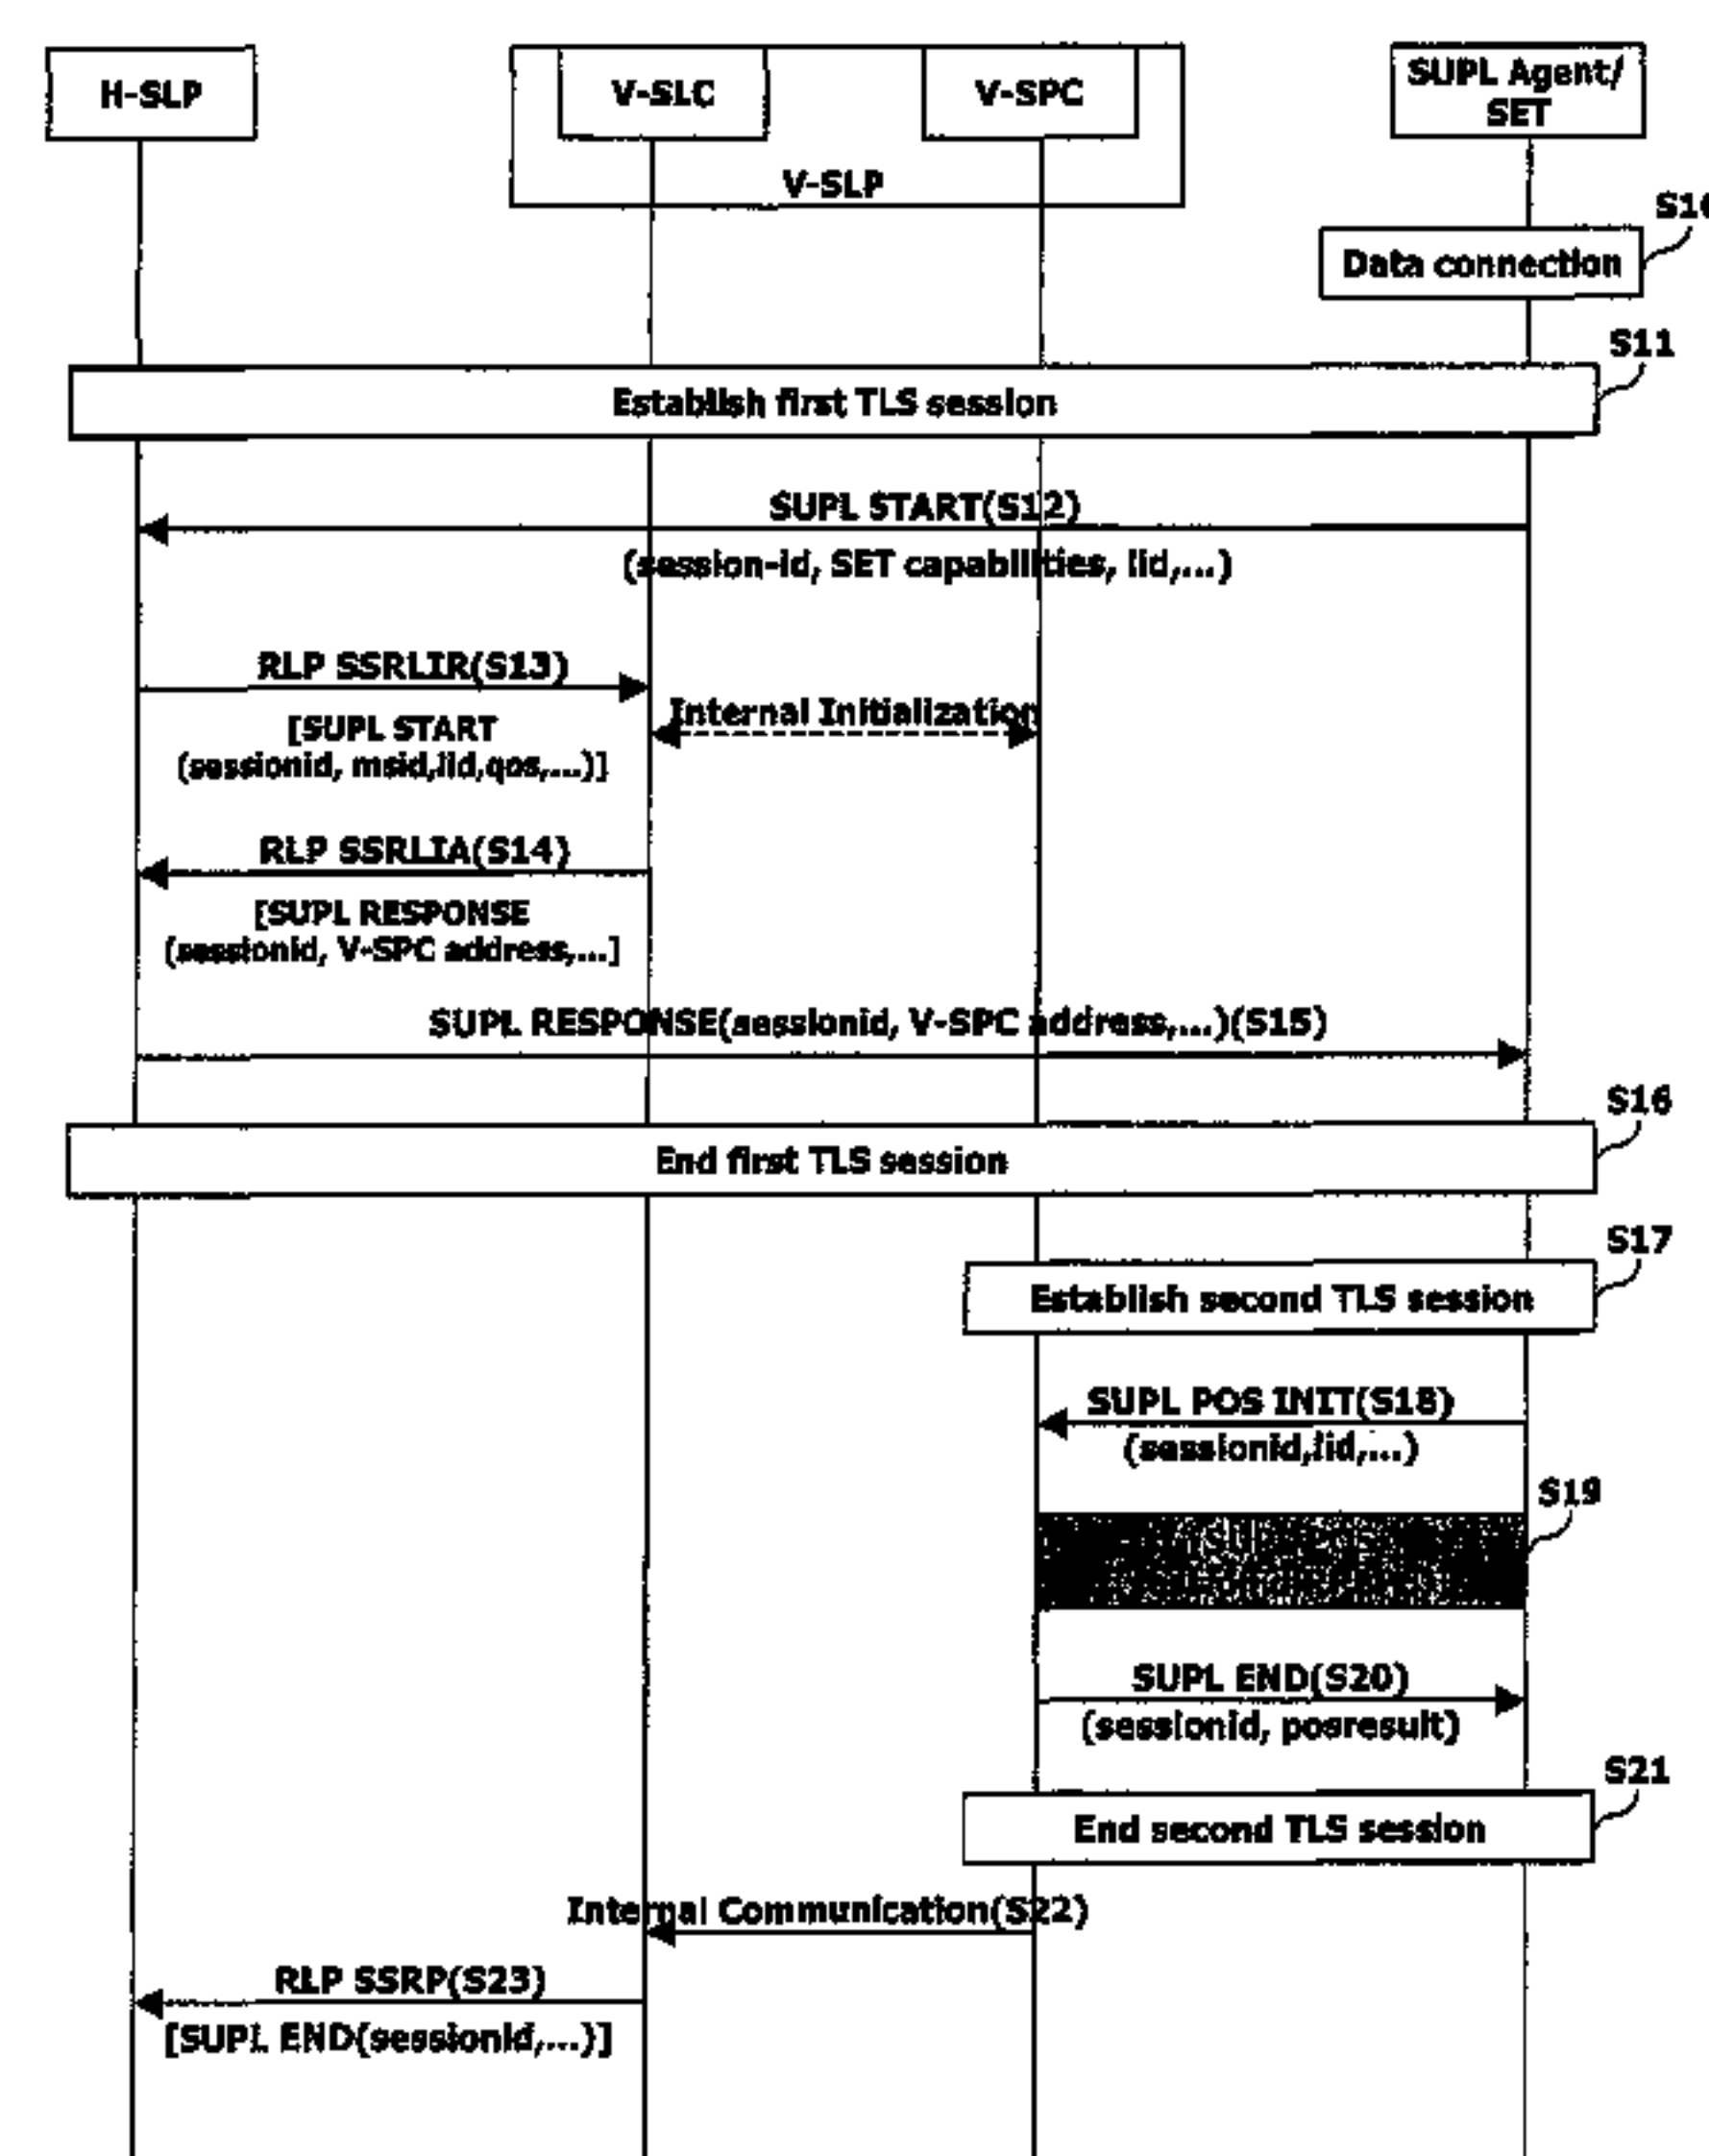 H-SLP
V-SLC
V-SPC
SUPL Agent/
SET
V-SLP
Data connection
S11
Establish first TLS session
SUPL START(S12)
(session-id, SET capabilities, lid,...)
RLP SSRLIR(S13)
Internal Initialization
[SUPL START
(sessionid, msid,lid,qos,...)]
RLP SSRLIA(S14)
[SUPL RESPONSE
(sessionid, V-SPC address,...]
SUPL RESPONSE(sessionid, V-SPC address,...)(S15)
S16
End first TLS session
S17
Establish second TLS session
SUPL POS INIT(S18)
(sessionid,lid,...)
S19
SUPL END(S20)
(sessionid, posresult)
S21
End second TLS session
Internal Communication(S22)
RLP SSRP(S23)
[SUPL END(sessionid,...)]